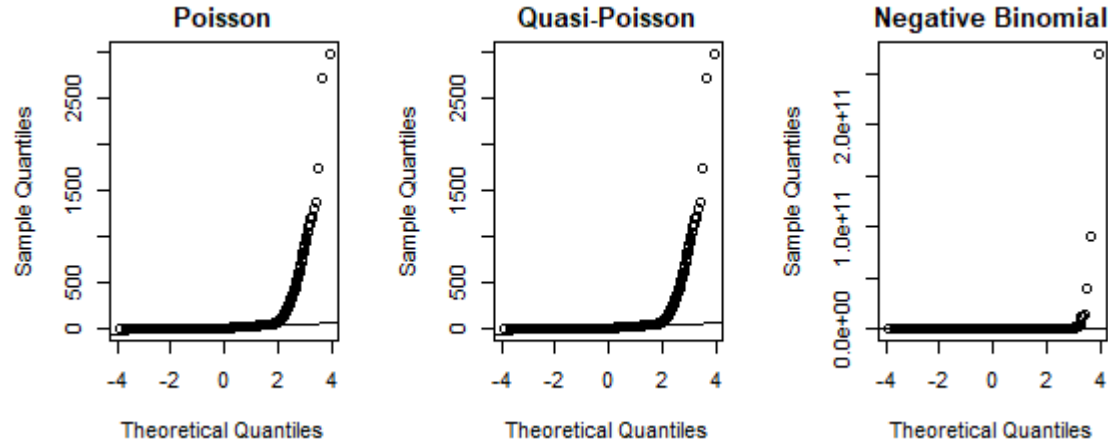 Poisson
Sample Quantiles
2500
1500
500
0
-4
-2
0
2
4
Theoretical Quantiles
Quasi-Poisson
Sample Quantiles
2500
1500
500
0
-4
-2
0
2
4
Theoretical Quantiles
Negative Binomial
Sample Quantiles
2.0e+11
1.0e+11
0.0e+00
-4
-2
0
2
4
Theoretical Quantiles